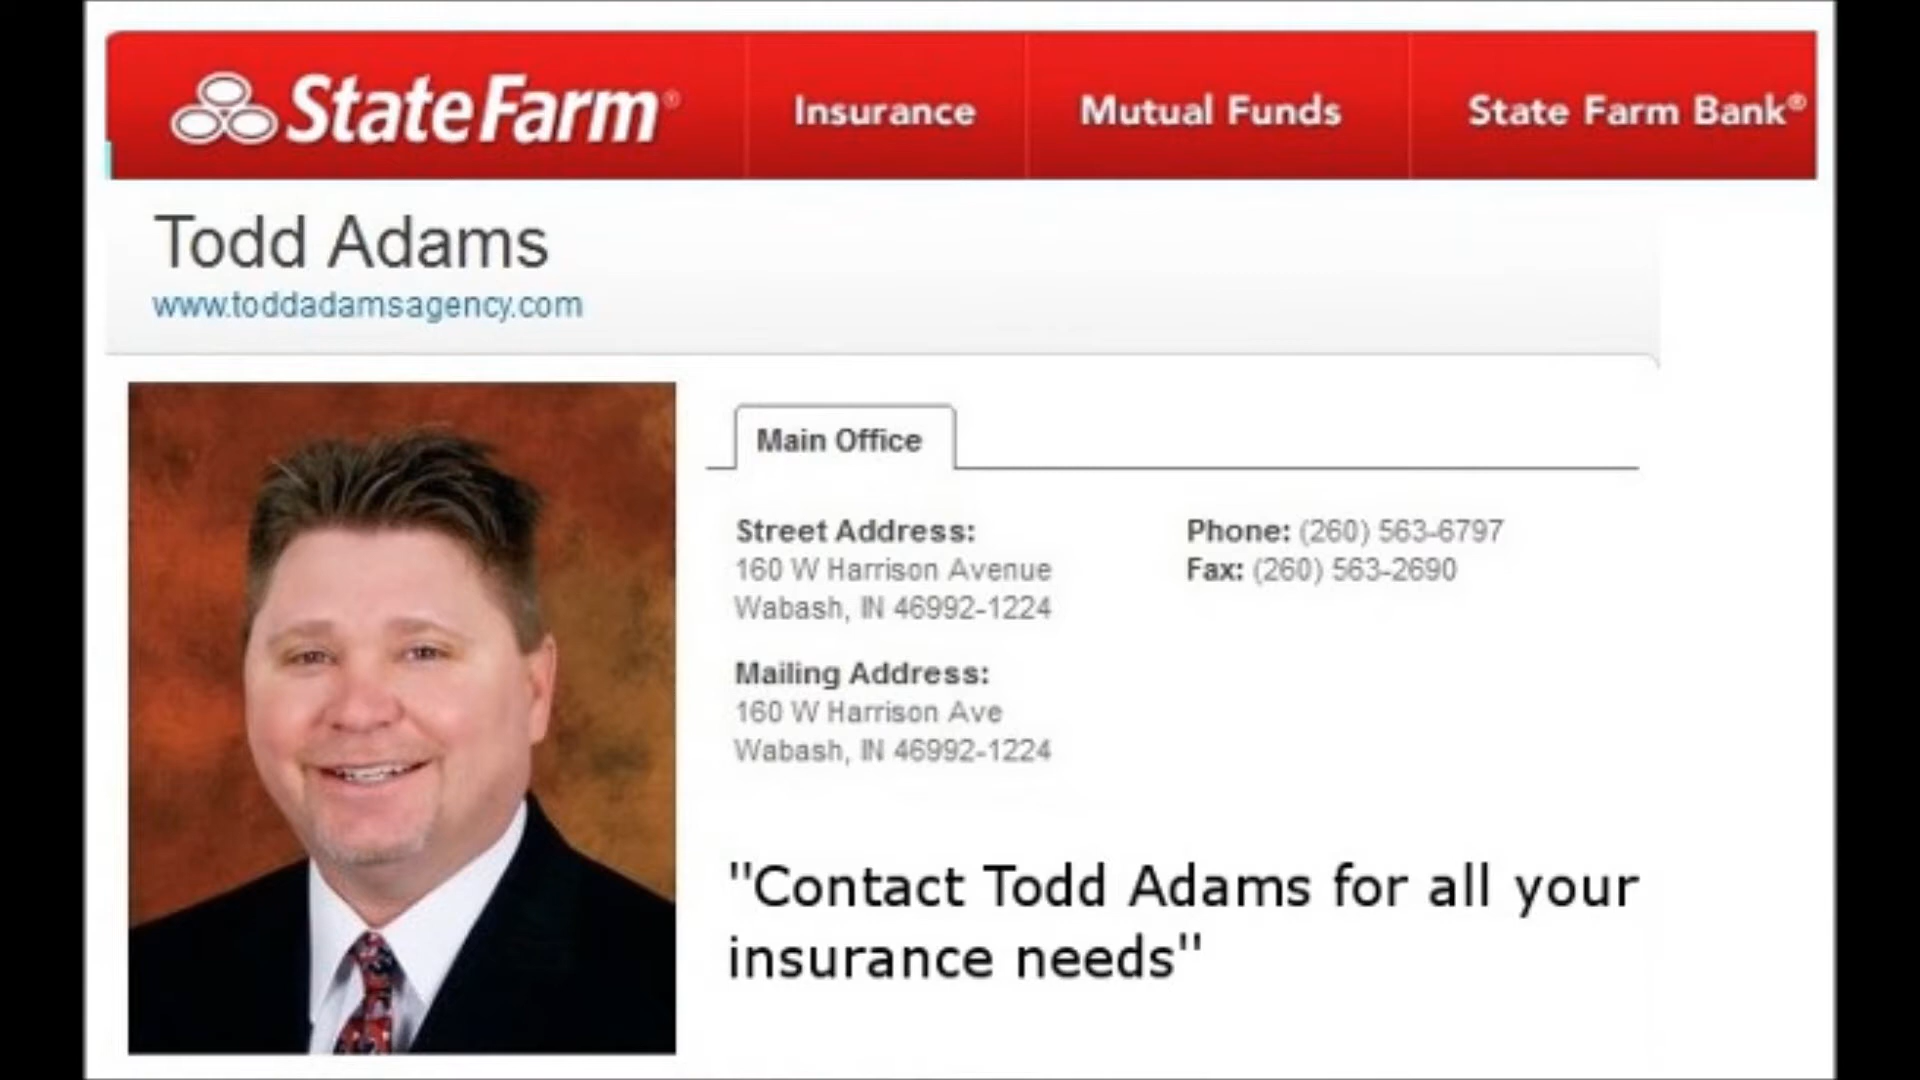 StateFarm®
Insurance
Mutual Funds
State Farm Bank®
Todd Adams
www.toddadamsagency.com
Main Office
Street Address:
160 W Harrison Avenue
Wabash, IN 46992-1224
Phone: (260) 563-6797
Fax: (260) 563-2690
Mailing Address:
160 W Harrison Ave
Wabash, IN 46992-1224
"Contact Todd Adams for all your
insurance needs"